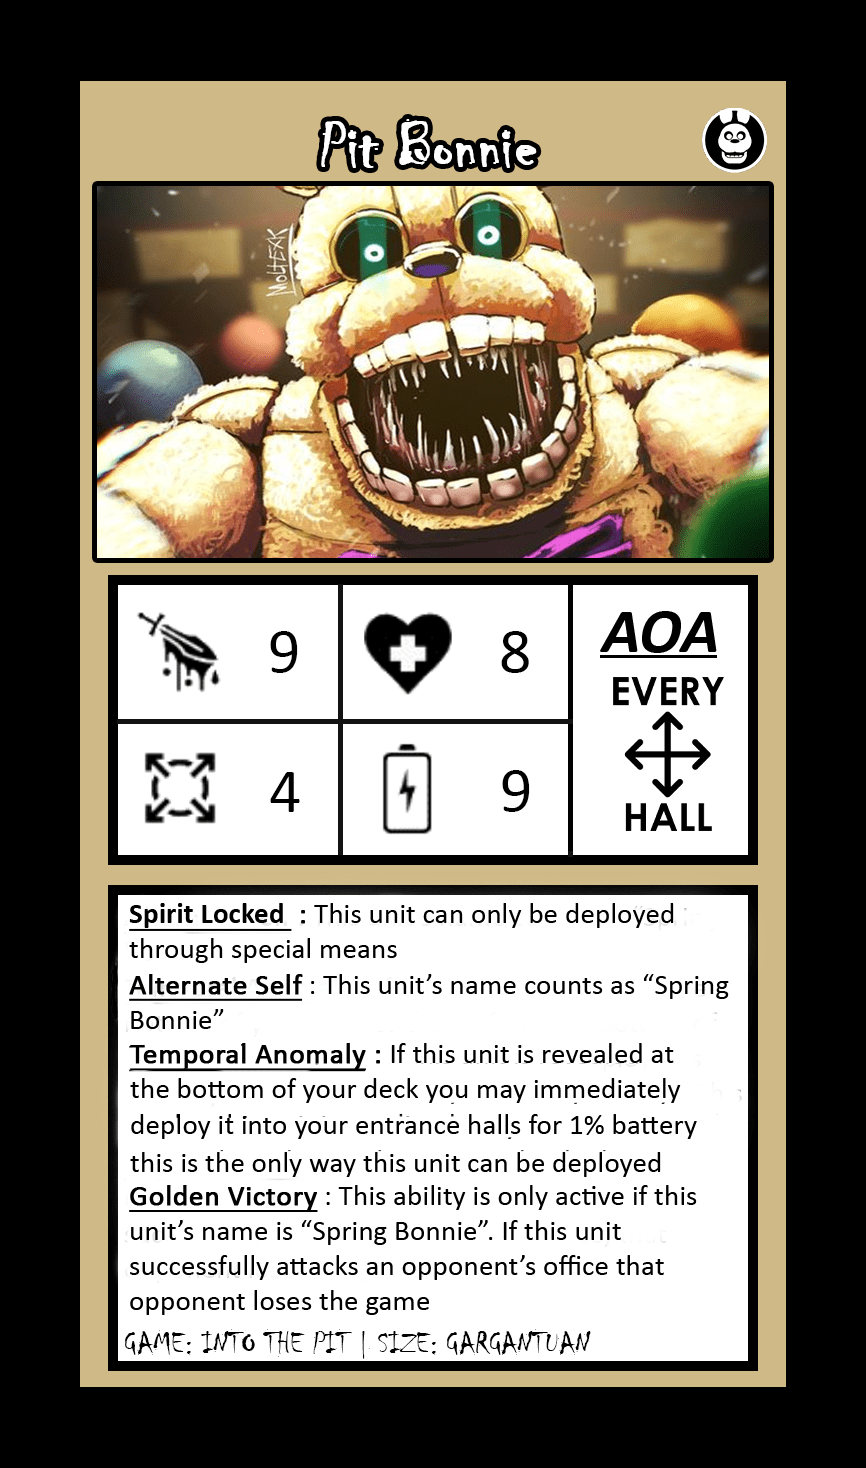 Pit Bonnie
MOLTEXK
9
8
AOA
EVERY
HALL
4
9
Spirit Locked : This unit can only be deployed
through special means
Alternate Self : This unit’s name counts as “Spring
Bonnie”
Temporal Anomaly : If this unit is revealed at
the bottom of your deck you may immediately
deploy it into your entrance halls for 1% battery
this is the only way this unit can be deployed
Golden Victory : This ability is only active if this
unit’s name is “Spring Bonnie”. If this unit
successfully attacks an opponent’s office that
opponent loses the game
GAME: INTO THE PIT | SIZE: GARGANTUAN